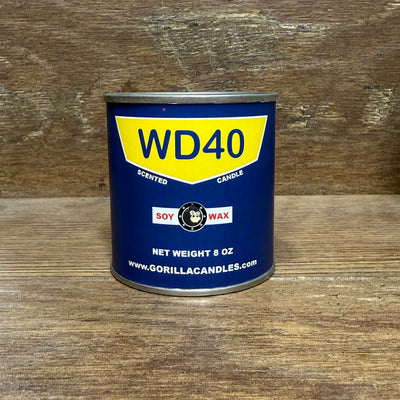 WD40
SCENTED CANDLE
SOY WAX
NET WEIGHT 8 OZ
www.GORILLACANDLES.com